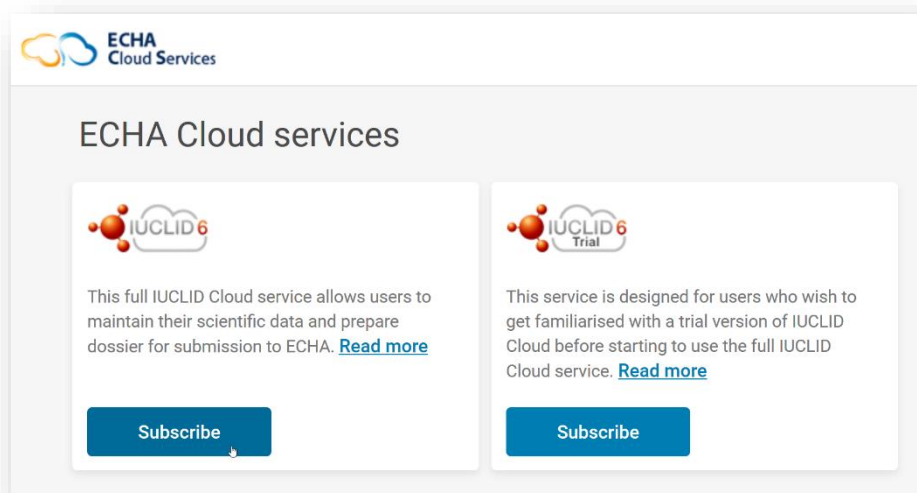 ECHA
Cloud Services
ECHA Cloud services
IUCLID 6
This full IUCLID Cloud service allows users to
maintain their scientific data and prepare
dossier for submission to ECHA. Read more
Subscribe
IUCLID 6
Trial
This service is designed for users who wish to
get familiarised with a trial version of IUCLID
Cloud before starting to use the full IUCLID
Cloud service. Read more
Subscribe